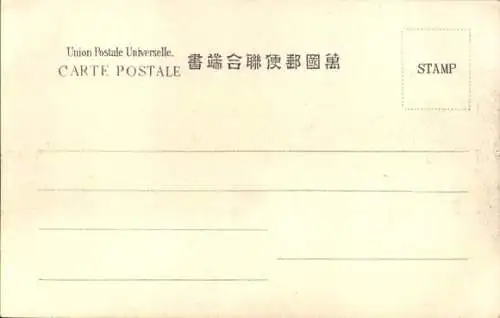 Union Postale Universelle.
CARTE POSTALE 書端合聯便郵國萬
STAMP